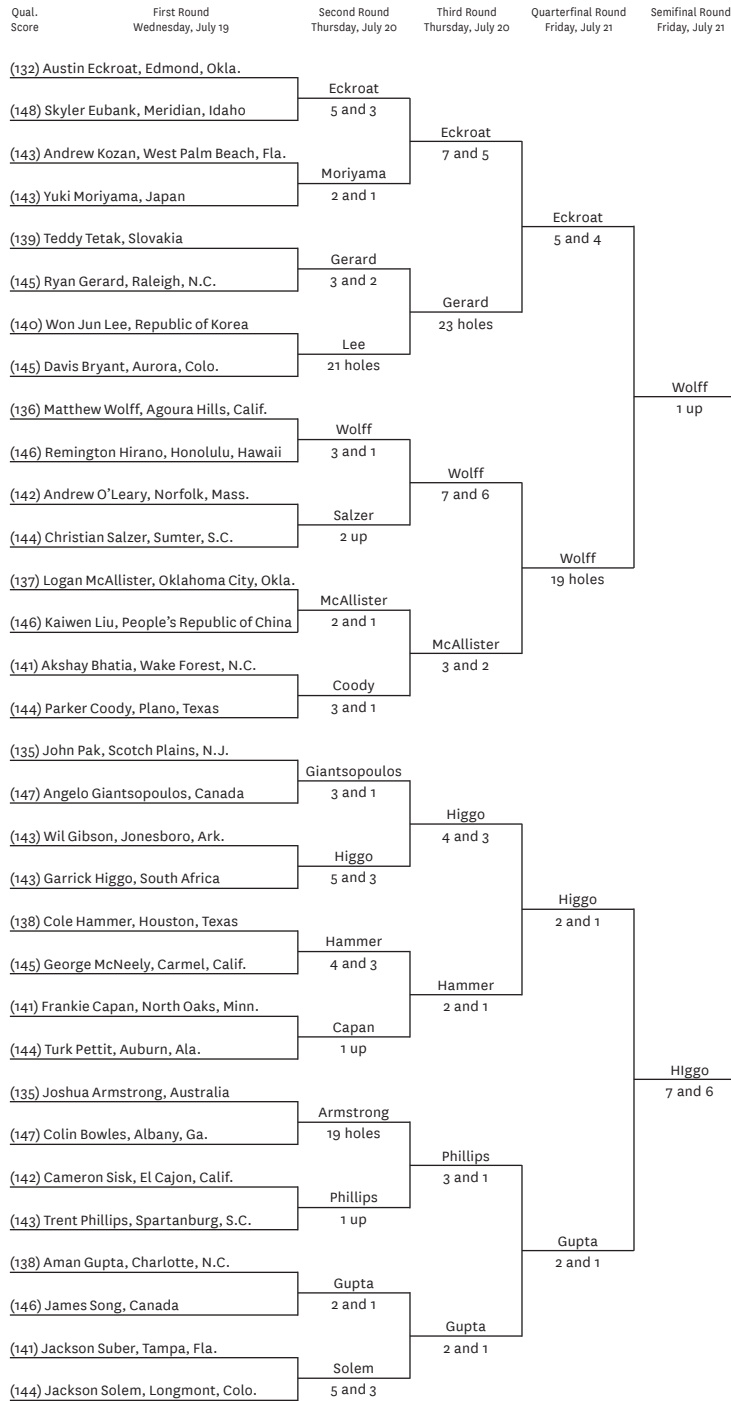 Qual. Score
First Round
Wednesday, July 19
Second Round
Thursday, July 20
Third Round
Thursday, July 20
Quarterfinal Round
Friday, July 21
Semifinal Round
Friday, July 21
(132) Austin Eckroat, Edmond, Okla.
(148) Skyler Eubank, Meridian, Idaho
(143) Andrew Kozan, West Palm Beach, Fla.
(143) Yuki Moriyama, Japan
(139) Teddy Tetak, Slovakia
(145) Ryan Gerard, Raleigh, N.C.
(140) Won Jun Lee, Republic of Korea
(145) Davis Bryant, Aurora, Colo.
(136) Matthew Wolff, Agoura Hills, Calif.
(146) Remington Hirano, Honolulu, Hawaii
(142) Andrew O’Leary, Norfolk, Mass.
(144) Christian Salzer, Sumter, S.C.
(137) Logan McAllister, Oklahoma City, Okla.
(146) Kaiwen Liu, People’s Republic of China
(141) Akshay Bhatia, Wake Forest, N.C.
(144) Parker Coody, Plano, Texas
(135) John Pak, Scotch Plains, N.J.
(147) Angelo Giantsopoulos, Canada
(143) Wil Gibson, Jonesboro, Ark.
(143) Garrick Higgo, South Africa
(138) Cole Hammer, Houston, Texas
(145) George McNeely, Carmel, Calif.
(141) Frankie Capan, North Oaks, Minn.
(144) Turk Pettit, Auburn, Ala.
(135) Joshua Armstrong, Australia
(147) Colin Bowles, Albany, Ga.
(142) Cameron Sisk, El Cajon, Calif.
(143) Trent Phillips, Spartanburg, S.C.
(138) Aman Gupta, Charlotte, N.C.
(146) James Song, Canada
(141) Jackson Suber, Tampa, Fla.
(144) Jackson Solem, Longmont, Colo.
Eckroat
5 and 3
Moriyama
2 and 1
Gerard
3 and 2
Lee
21 holes
Wolff
3 and 1
Salzer
2 up
McAllister
2 and 1
Coody
3 and 1
Giantsopoulos
3 and 1
Higgo
5 and 3
Hammer
4 and 3
Capan
1 up
Armstrong
19 holes
Phillips
1 up
Gupta
2 and 1
Solem
5 and 3
Eckroat
7 and 5
Gerard
23 holes
Wolff
7 and 6
McAllister
3 and 2
Higgo
4 and 3
Hammer
2 and 1
Phillips
3 and 1
Gupta
2 and 1
Eckroat
5 and 4
Wolff
19 holes
Higgo
2 and 1
Gupta
2 and 1
Wolff
1 up
HIggo
7 and 6